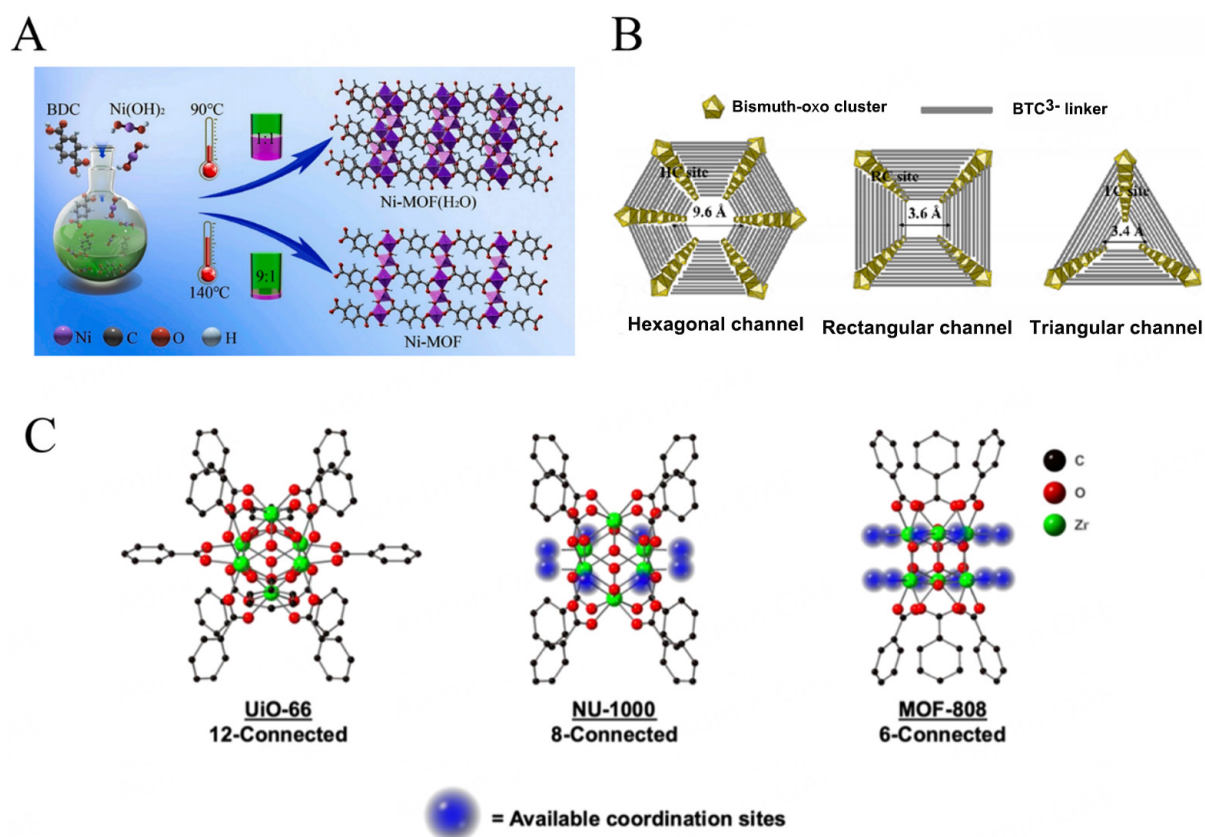 A
BDC
Ni(OH)₂
90℃
1:1
Ni-MOF(H₂O)
140℃
9:1
Ni-MOF
Ni
C
O
H
B
Bismuth-oxo cluster
BTC³⁻ linker
HC site
9.6 Å
Hexagonal channel
RC site
3.6 Å
Rectangular channel
TC site
3.4 Å
Triangular channel
C
C
O
Zr
UiO-66
12-Connected
NU-1000
8-Connected
MOF-808
6-Connected
= Available coordination sites